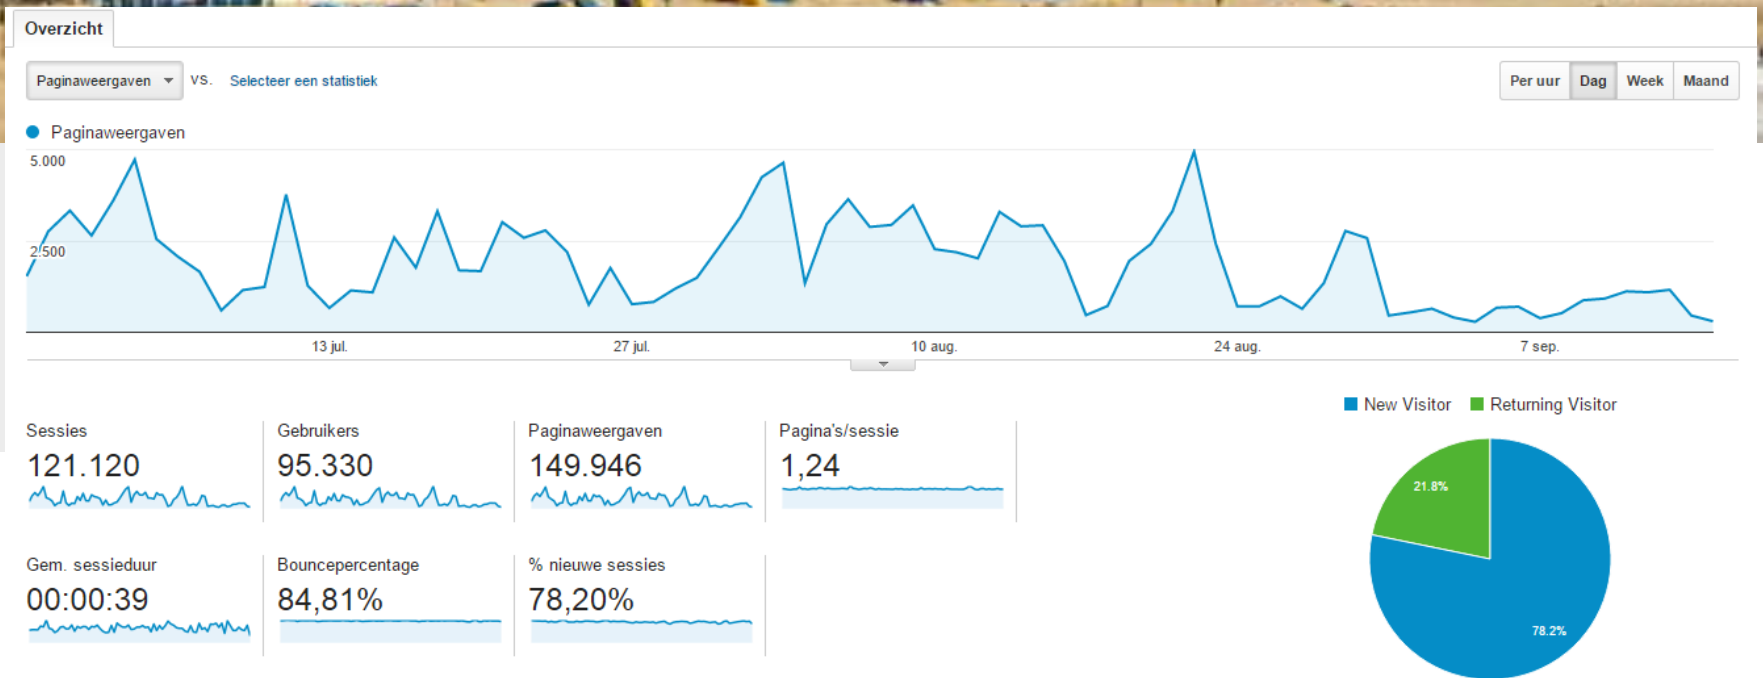 Overzicht
Paginaweergaven vs. Selecteer een statistiek
Per uur Dag Week Maand
Paginaweergaven
5.000
2.500
13 jul. 27 jul. 10 aug. 24 aug. 7 sep.
New Visitor Returning Visitor
Sessies Gebruikers Paginaweergaven Pagina's/sessie
121.120 95.330 149.946 1,24
21.8%
Gem. sessieduur Bouncepercentage % nieuwe sessies
00:00:39 84,81% 78,20%
78.2%